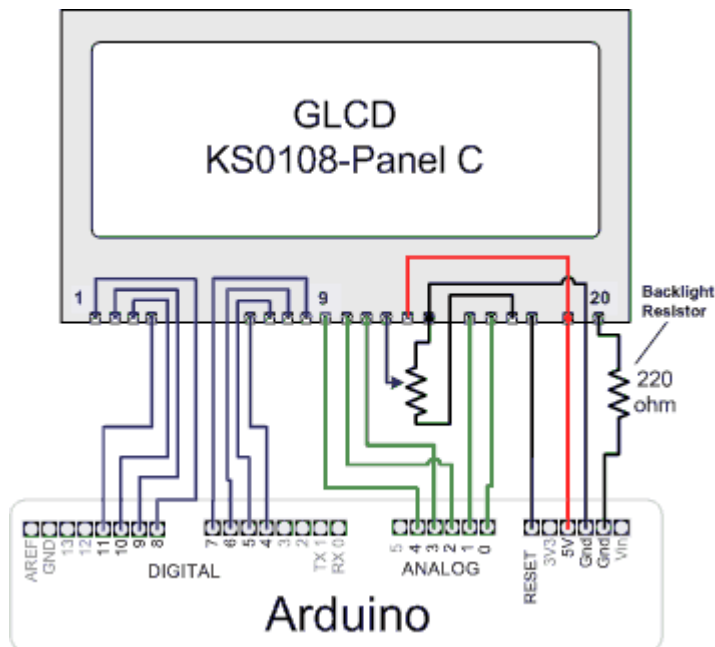 GLCD
KS0108-Panel C
1
9
20
Backlight
Resistor
220
ohm
AREF
GND
13
12
11
10
9
8
7
6
5
4
3
2
TX 1
RX 0
5
4
3
2
1
0
RESET
3V3
5V
Gnd
Gnd
Vin
DIGITAL
ANALOG
Arduino